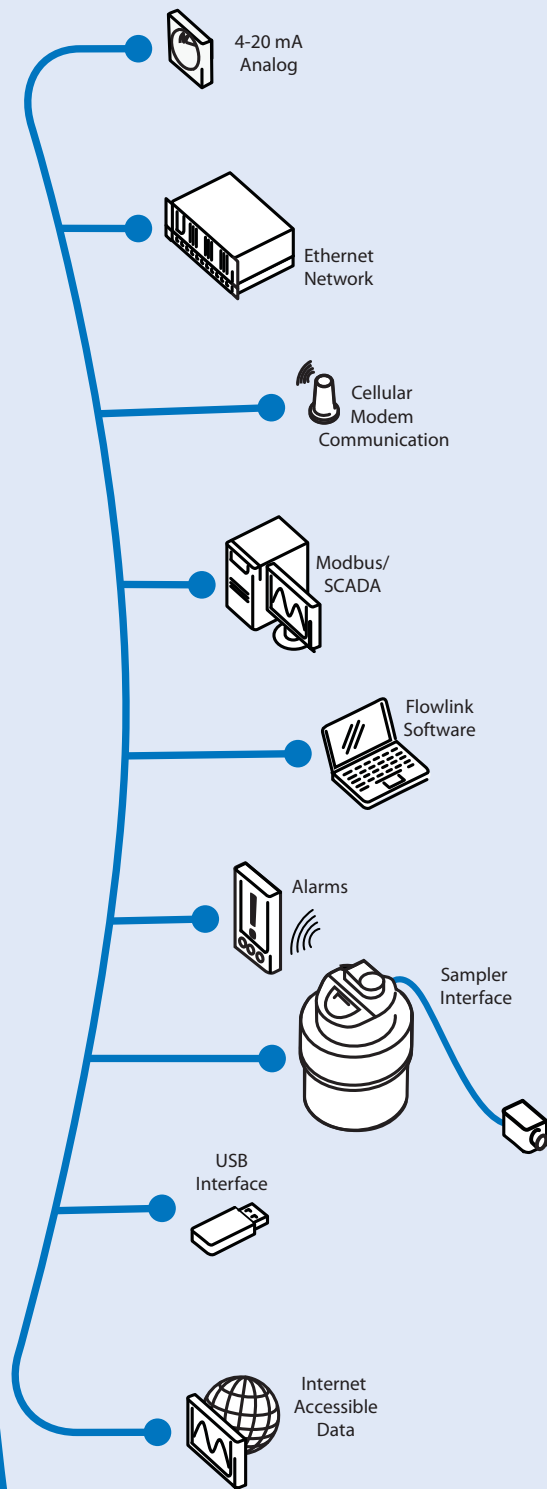 4-20 mA
Analog
Ethernet
Network
Cellular
Modem
Communication
Modbus/
SCADA
Flowlink
Software
Alarms
Sampler
Interface
USB
Interface
Internet
Accessible
Data